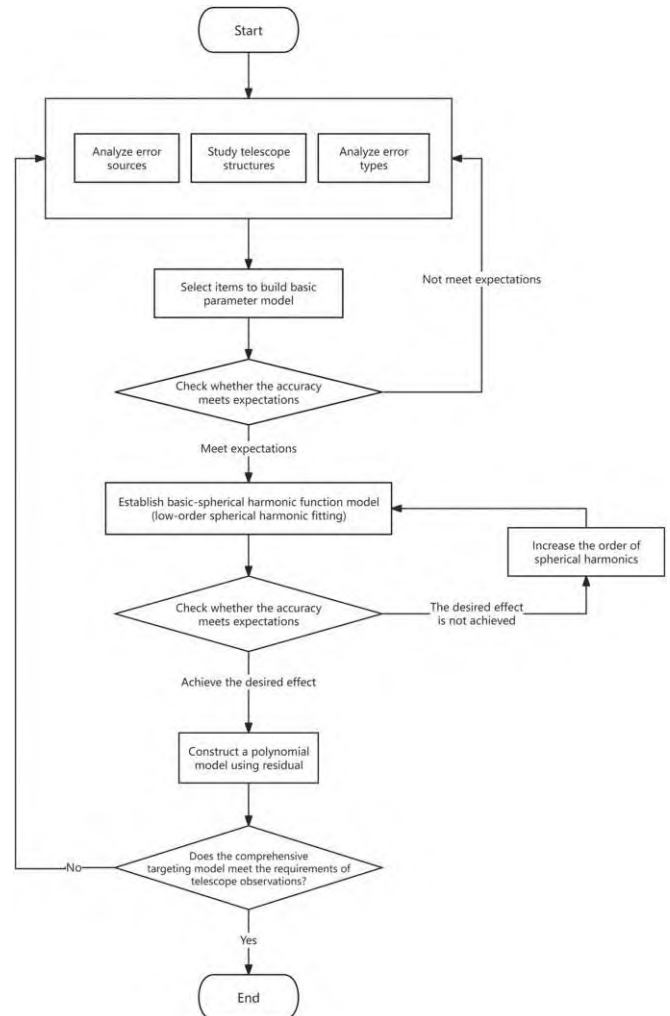 Start
Analyze error
sources
Study telescope
structures
Analyze error
types
Select items to build basic
parameter model
Not meet expectations
Check whether the accuracy
meets expectations
Meet expectations
Establish basic-spherical harmonic function model
(low-order spherical harmonic fitting)
Increase the order of
spherical harmonics
Check whether the accuracy
meets expectations
The desired effect
is not achieved
Achieve the desired effect
Construct a polynomial
model using residual
Does the comprehensive
targeting model meet the requirements of
telescope observations?
No
Yes
End